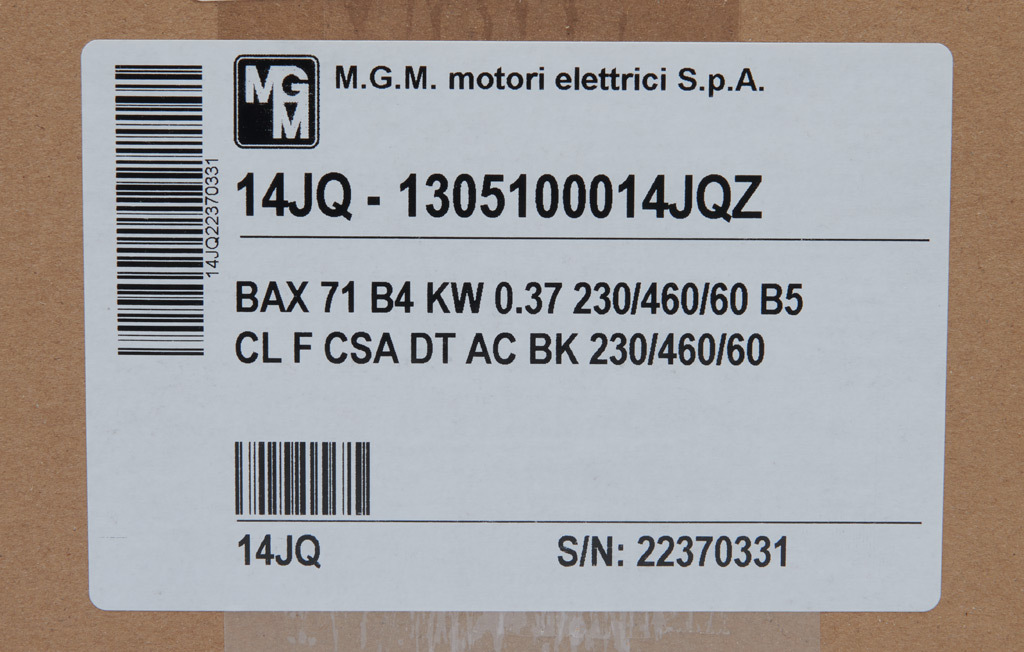 MGM
M.G.M. motori elettrici S.p.A.
14JQ22370331
14JQ - 1305100014JQZ
BAX 71 B4 KW 0.37 230/460/60 B5
CL F CSA DT AC BK 230/460/60
14JQ
S/N: 22370331